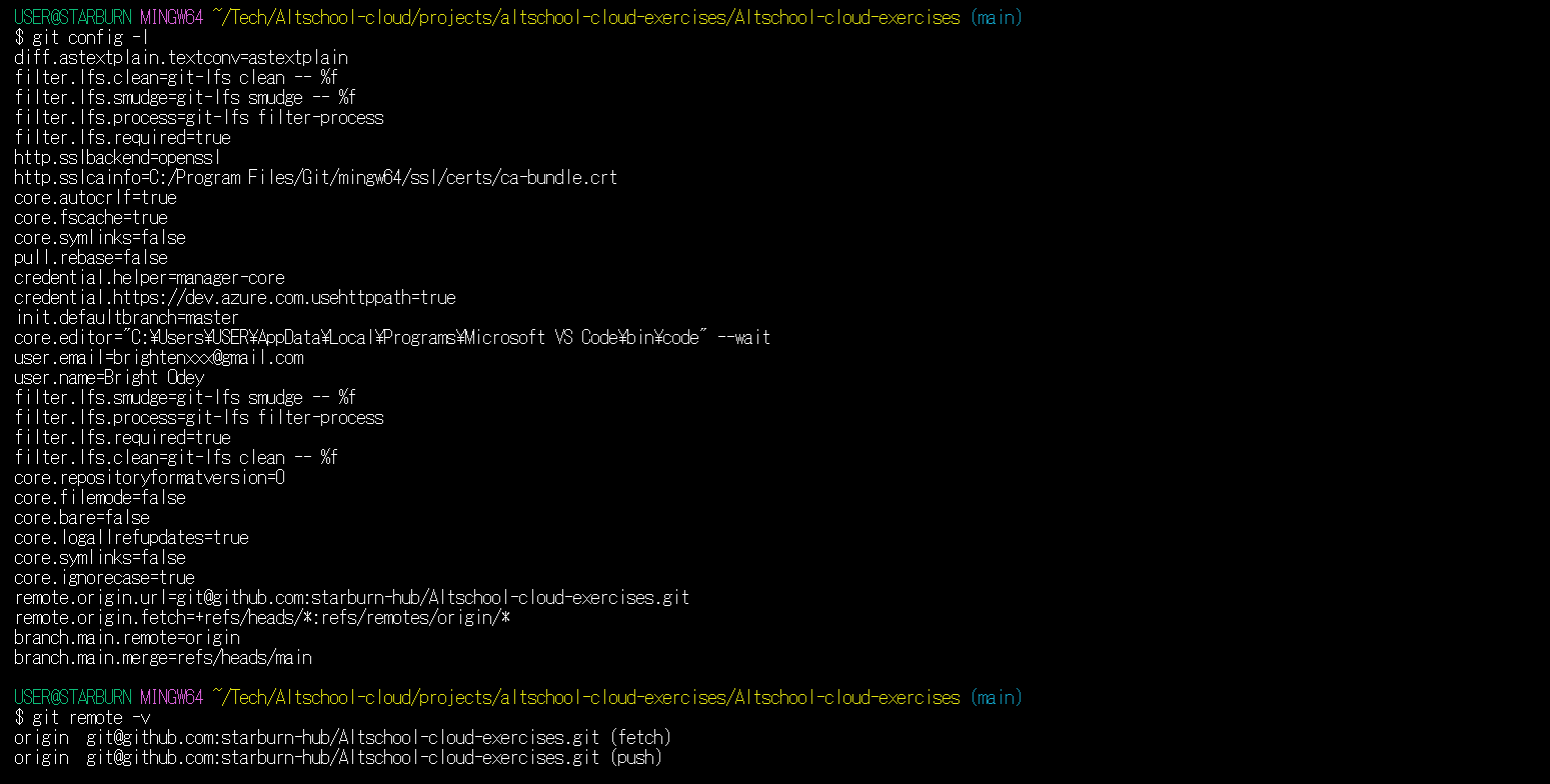 USER@STARBURN MINGW64 ~/Tech/Altschool-cloud/projects/altschool-cloud-exercises/Altschool-cloud-exercises (main)
$ git config -l
diff.astextplain.textconv=astextplain
filter.lfs.clean=git-lfs clean -- %f
filter.lfs.smudge=git-lfs smudge -- %f
filter.lfs.process=git-lfs filter-process
filter.lfs.required=true
http.sslbackend=openssl
http.sslcainfo=C:/Program Files/Git/mingw64/ssl/certs/ca-bundle.crt
core.autocrlf=true
core.fscache=true
core.symlinks=false
pull.rebase=false
credential.helper=manager-core
credential.https://dev.azure.com.usehttppath=true
init.defaultbranch=master
core.editor="C:¥Users¥USER¥AppData¥Local¥Programs¥Microsoft VS Code¥bin¥code" --wait
user.email=brightenxxx@gmail.com
user.name=Bright Odey
filter.lfs.smudge=git-lfs smudge -- %f
filter.lfs.process=git-lfs filter-process
filter.lfs.required=true
filter.lfs.clean=git-lfs clean -- %f
core.repositoryformatversion=0
core.filemode=false
core.bare=false
core.logallrefupdates=true
core.symlinks=false
core.ignorecase=true
remote.origin.url=git@github.com:starburn-hub/Altschool-cloud-exercises.git
remote.origin.fetch=+refs/heads/*:refs/remotes/origin/*
branch.main.remote=origin
branch.main.merge=refs/heads/main
USER@STARBURN MINGW64 ~/Tech/Altschool-cloud/projects/altschool-cloud-exercises/Altschool-cloud-exercises (main)
$ git remote -v
origin  git@github.com:starburn-hub/Altschool-cloud-exercises.git (fetch)
origin  git@github.com:starburn-hub/Altschool-cloud-exercises.git (push)